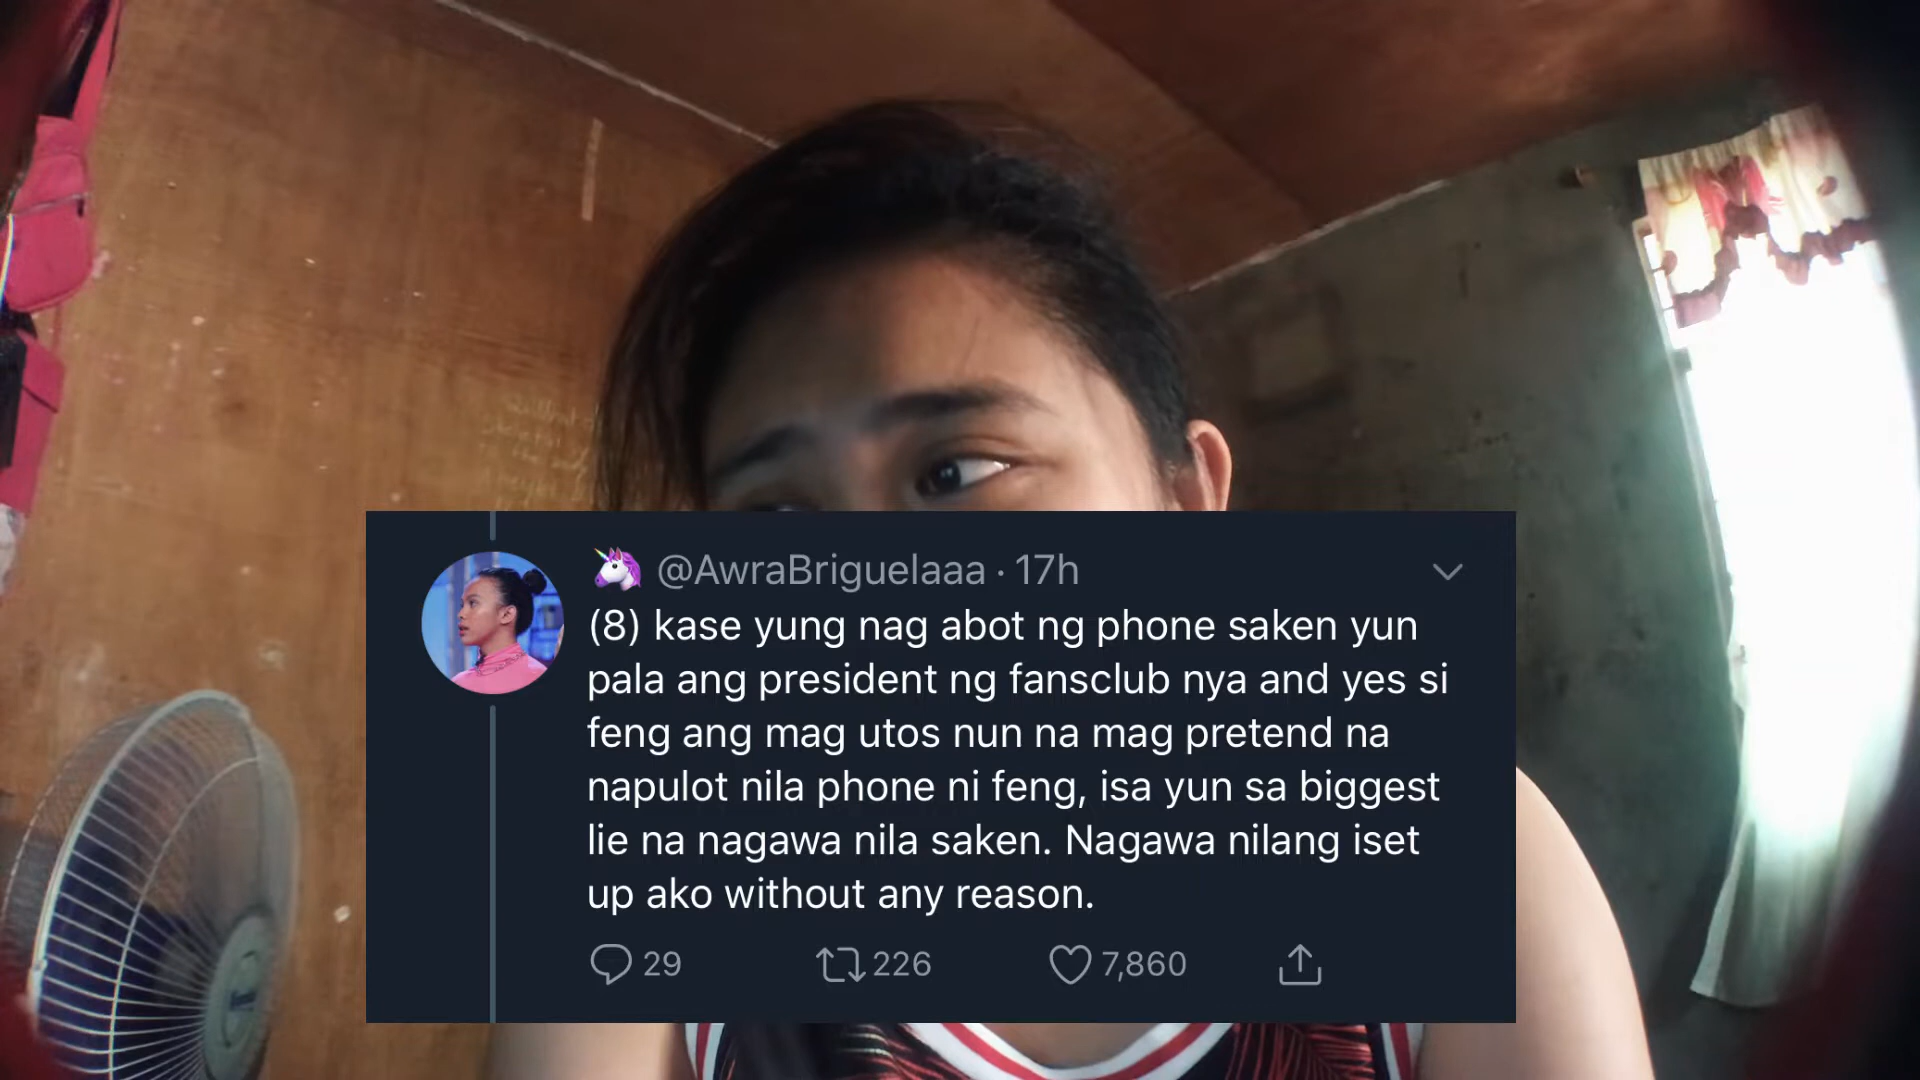 🦄 @AwraBriguelaaa · 17h
(8) kase yung nag abot ng phone saken yun
pala ang president ng fansclub nya and yes si
feng ang mag utos nun na mag pretend na
napulot nila phone ni feng, isa yun sa biggest
lie na nagawa nila saken. Nagawa nilang iset
up ako without any reason.
29 226 7,860